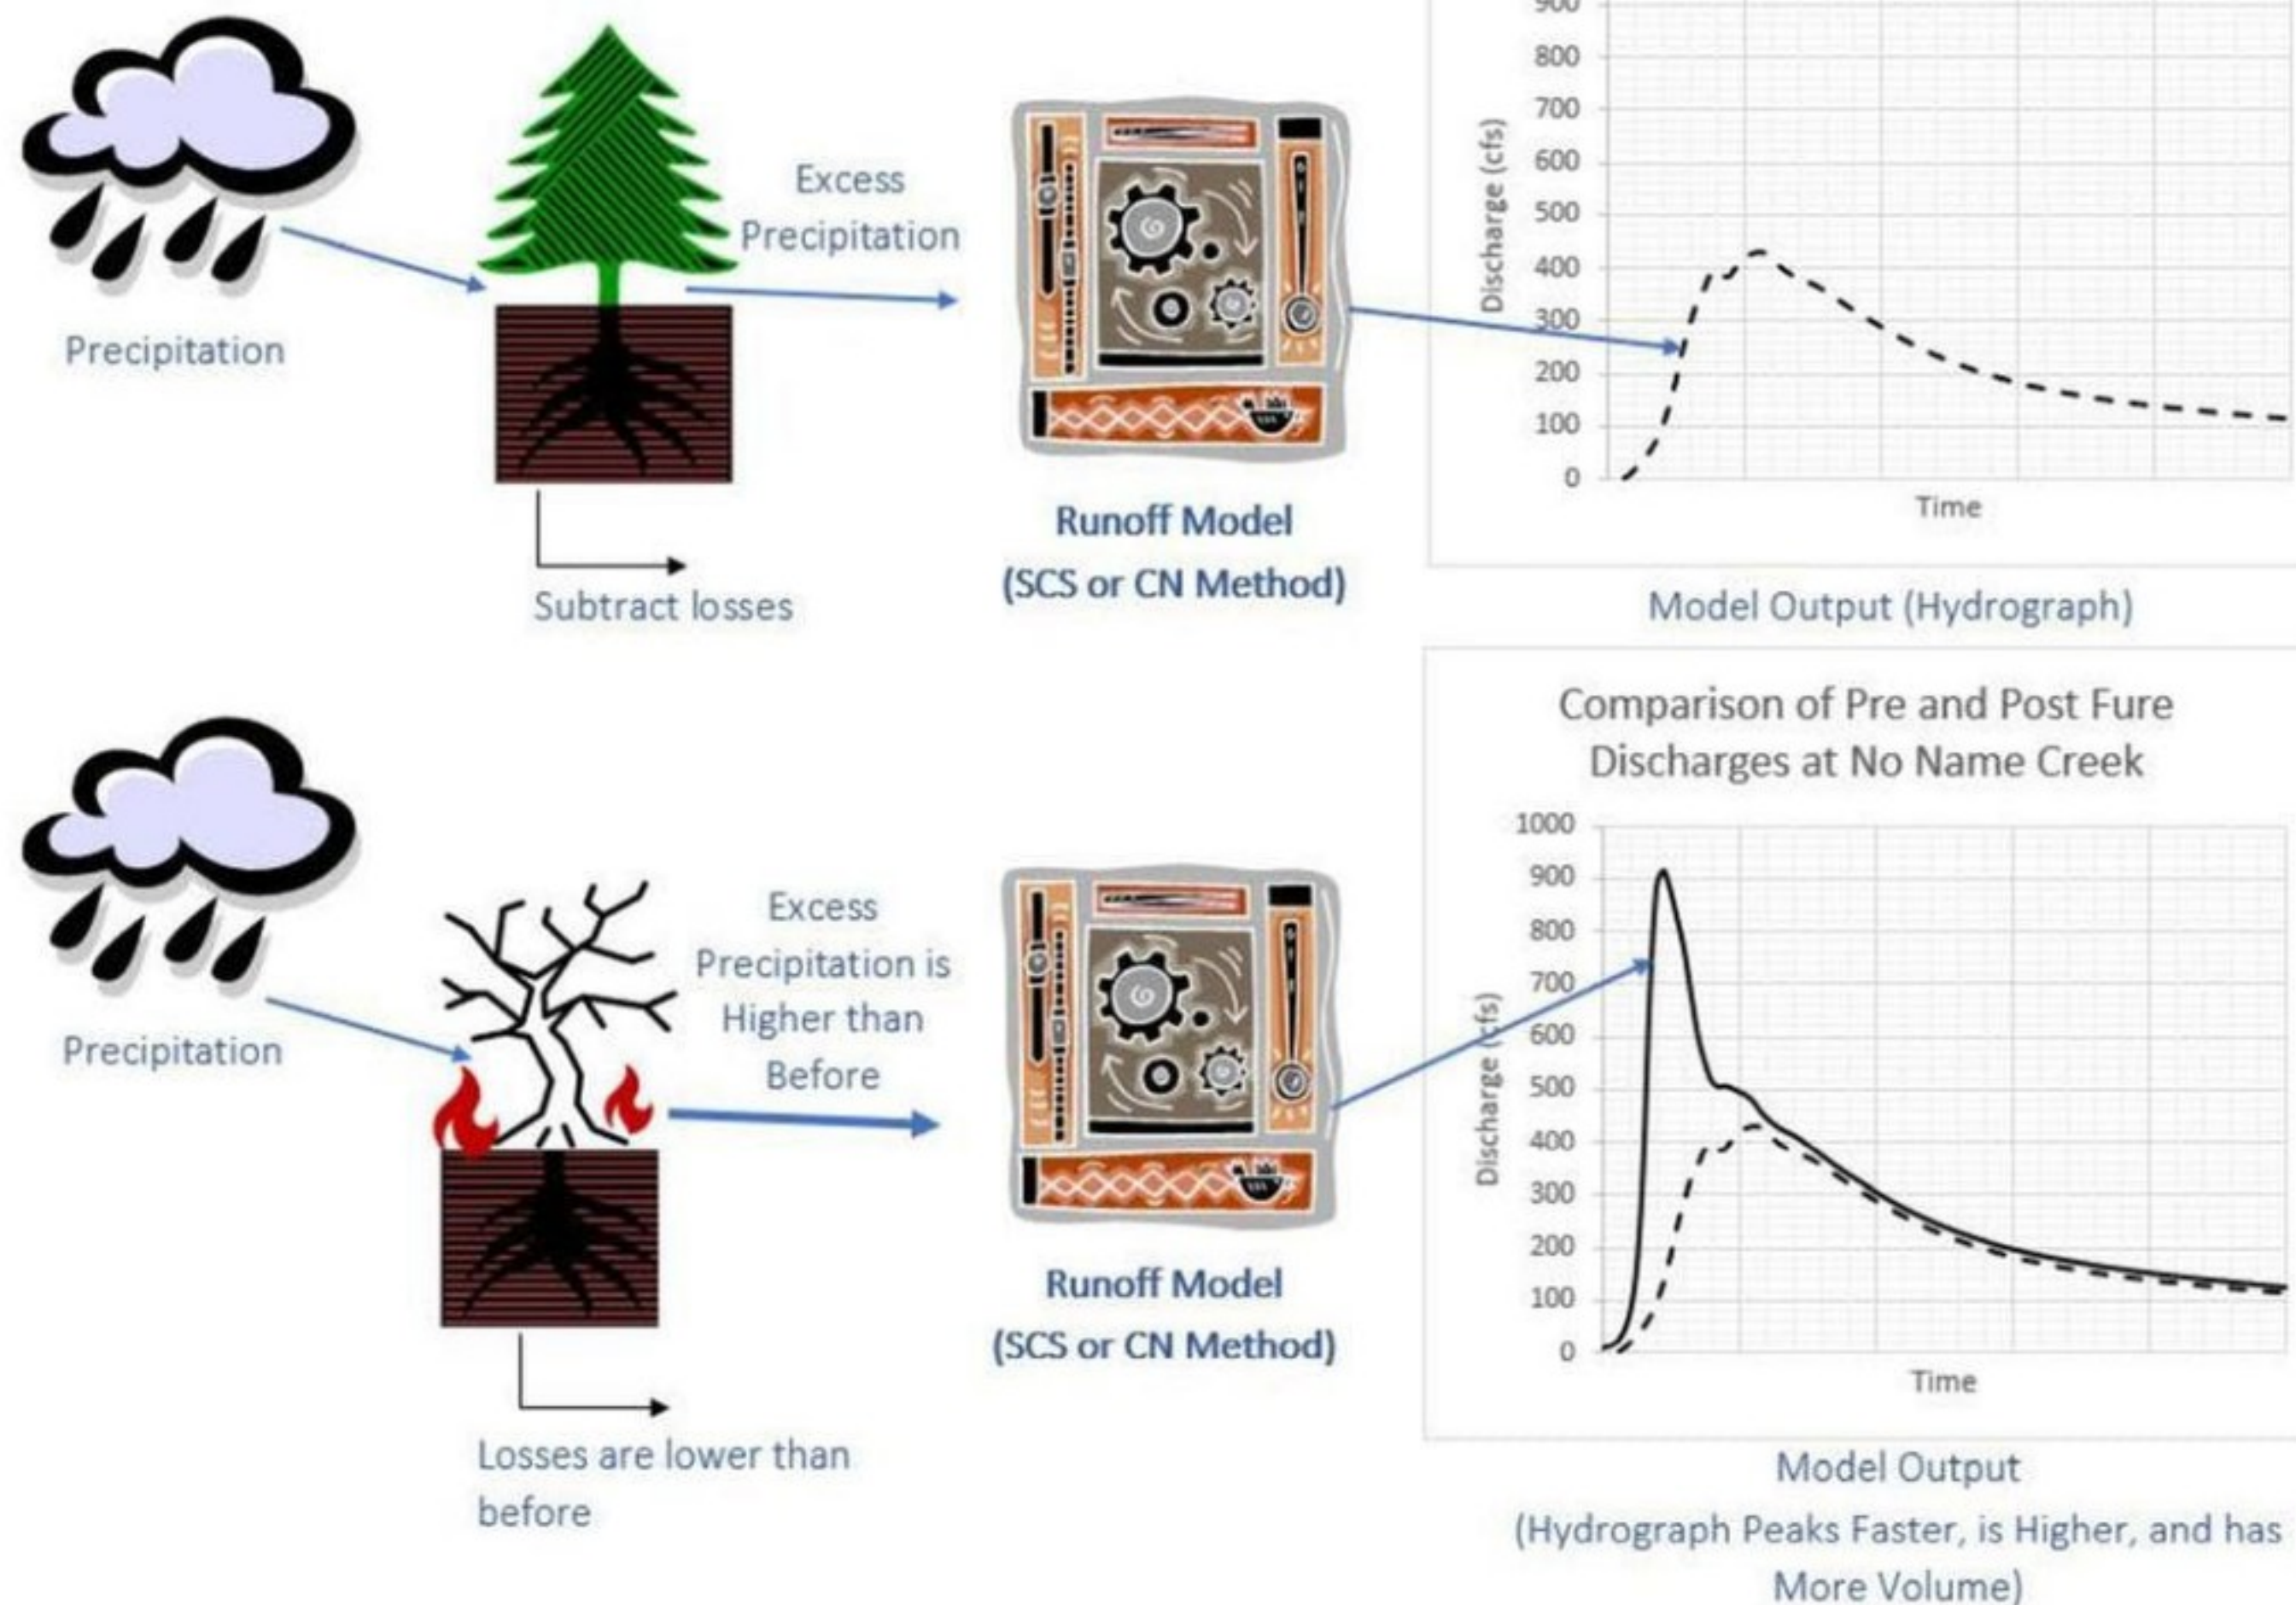 Precipitation
Excess
Precipitation
Subtract losses
Runoff Model
(SCS or CN Method)
900
800
700
600
500
400
300
200
100
0
Discharge (cfs)
Time
Model Output (Hydrograph)
Precipitation
Excess
Precipitation is
Higher than
Before
Losses are lower than
before
Runoff Model
(SCS or CN Method)
Comparison of Pre and Post Fure
Discharges at No Name Creek
1000
900
800
700
600
500
400
300
200
100
0
Discharge (cfs)
Time
Model Output
(Hydrograph Peaks Faster, is Higher, and has
More Volume)